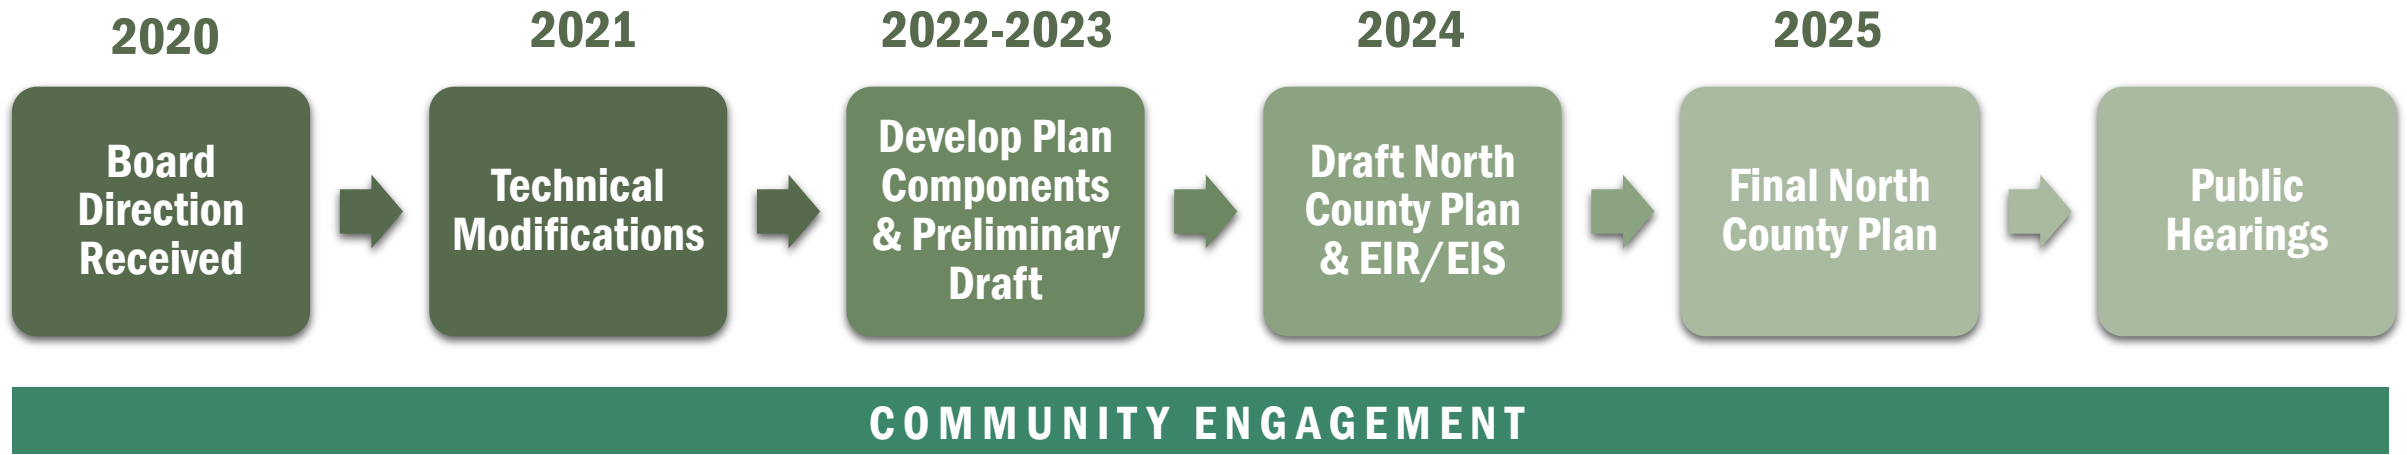 2020
2021
2022-2023
2024
2025
Board
Direction
Received
Technical
Modifications
Develop Plan
Components
& Preliminary
Draft
Draft North
County Plan
& EIR/EIS
Final North
County Plan
Public
Hearings
COMMUNITY ENGAGEMENT